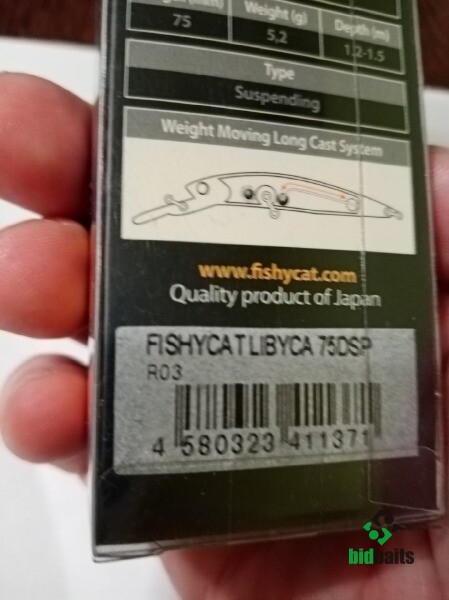 Weight (g) Depth (m)
75 5,2 1.2-1.5
Type
Suspending
Weight Moving Long Cast System
www.fishycat.com
Quality product of Japan
FISHYCAT LIBYCA 75DSP
R03
4 580323 411371
bidbaits